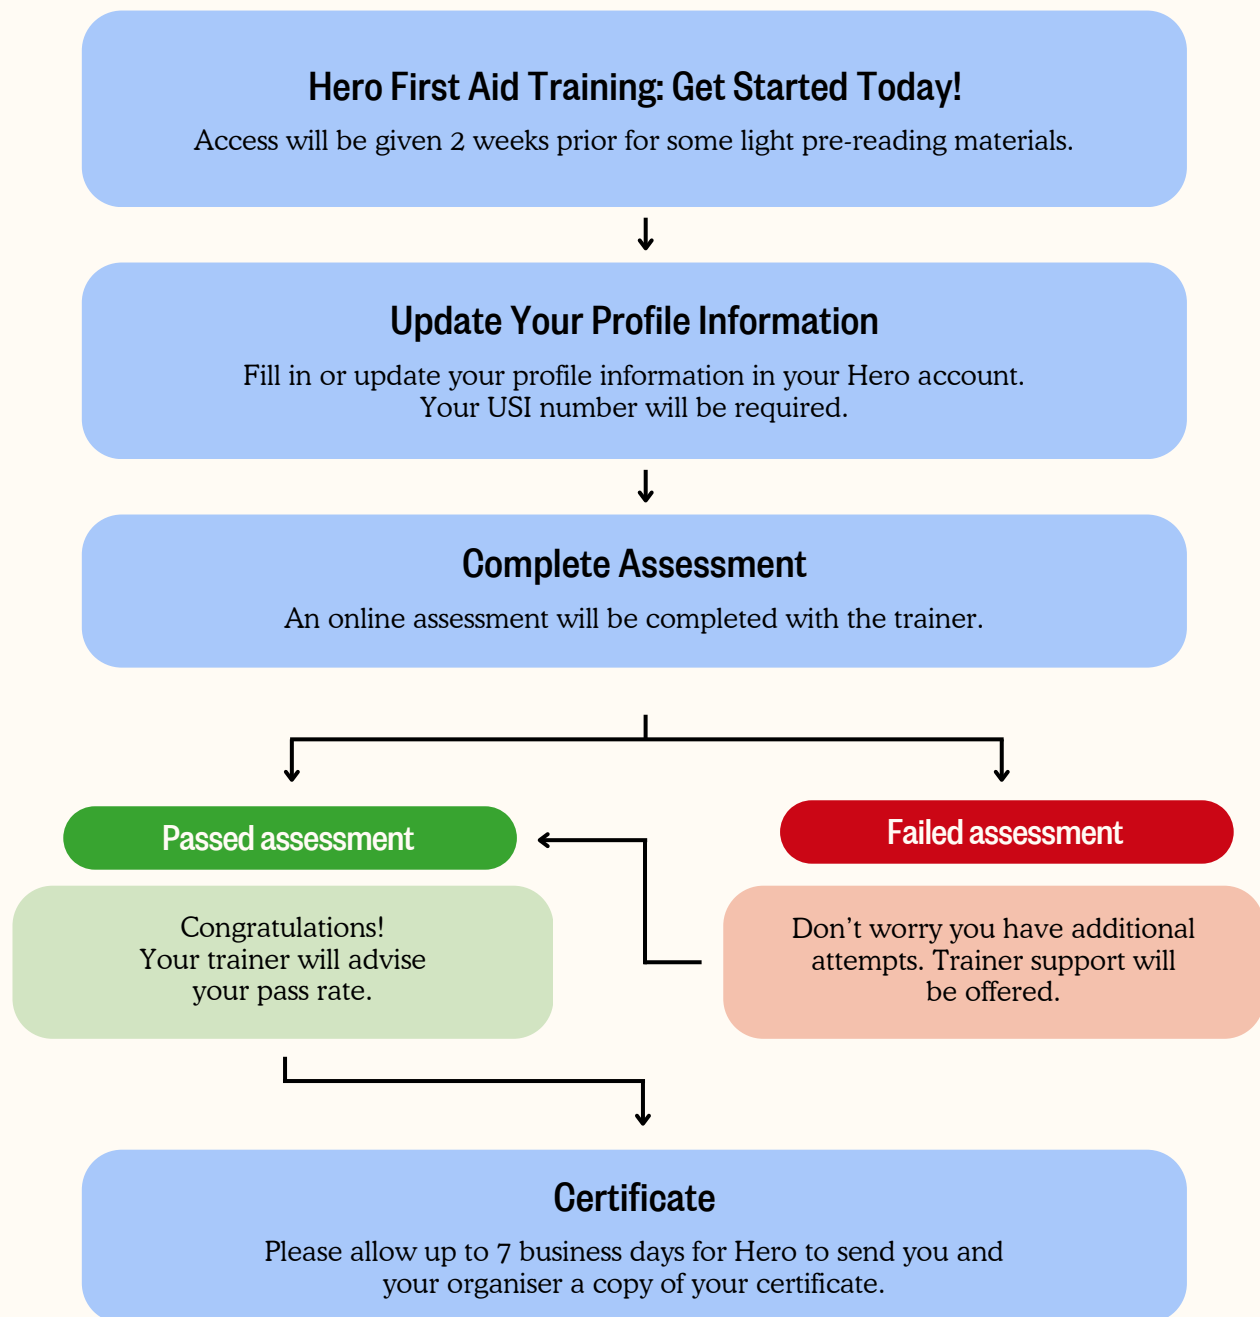 Hero First Aid Training: Get Started Today!
Access will be given 2 weeks prior for some light pre-reading materials.
Update Your Profile Information
Fill in or update your profile information in your Hero account.
Your USI number will be required.
Complete Assessment
An online assessment will be completed with the trainer.
Passed assessment
Congratulations!
Your trainer will advise
your pass rate.
Failed assessment
Don’t worry you have additional
attempts. Trainer support will
be offered.
Certificate
Please allow up to 7 business days for Hero to send you and
your organiser a copy of your certificate.